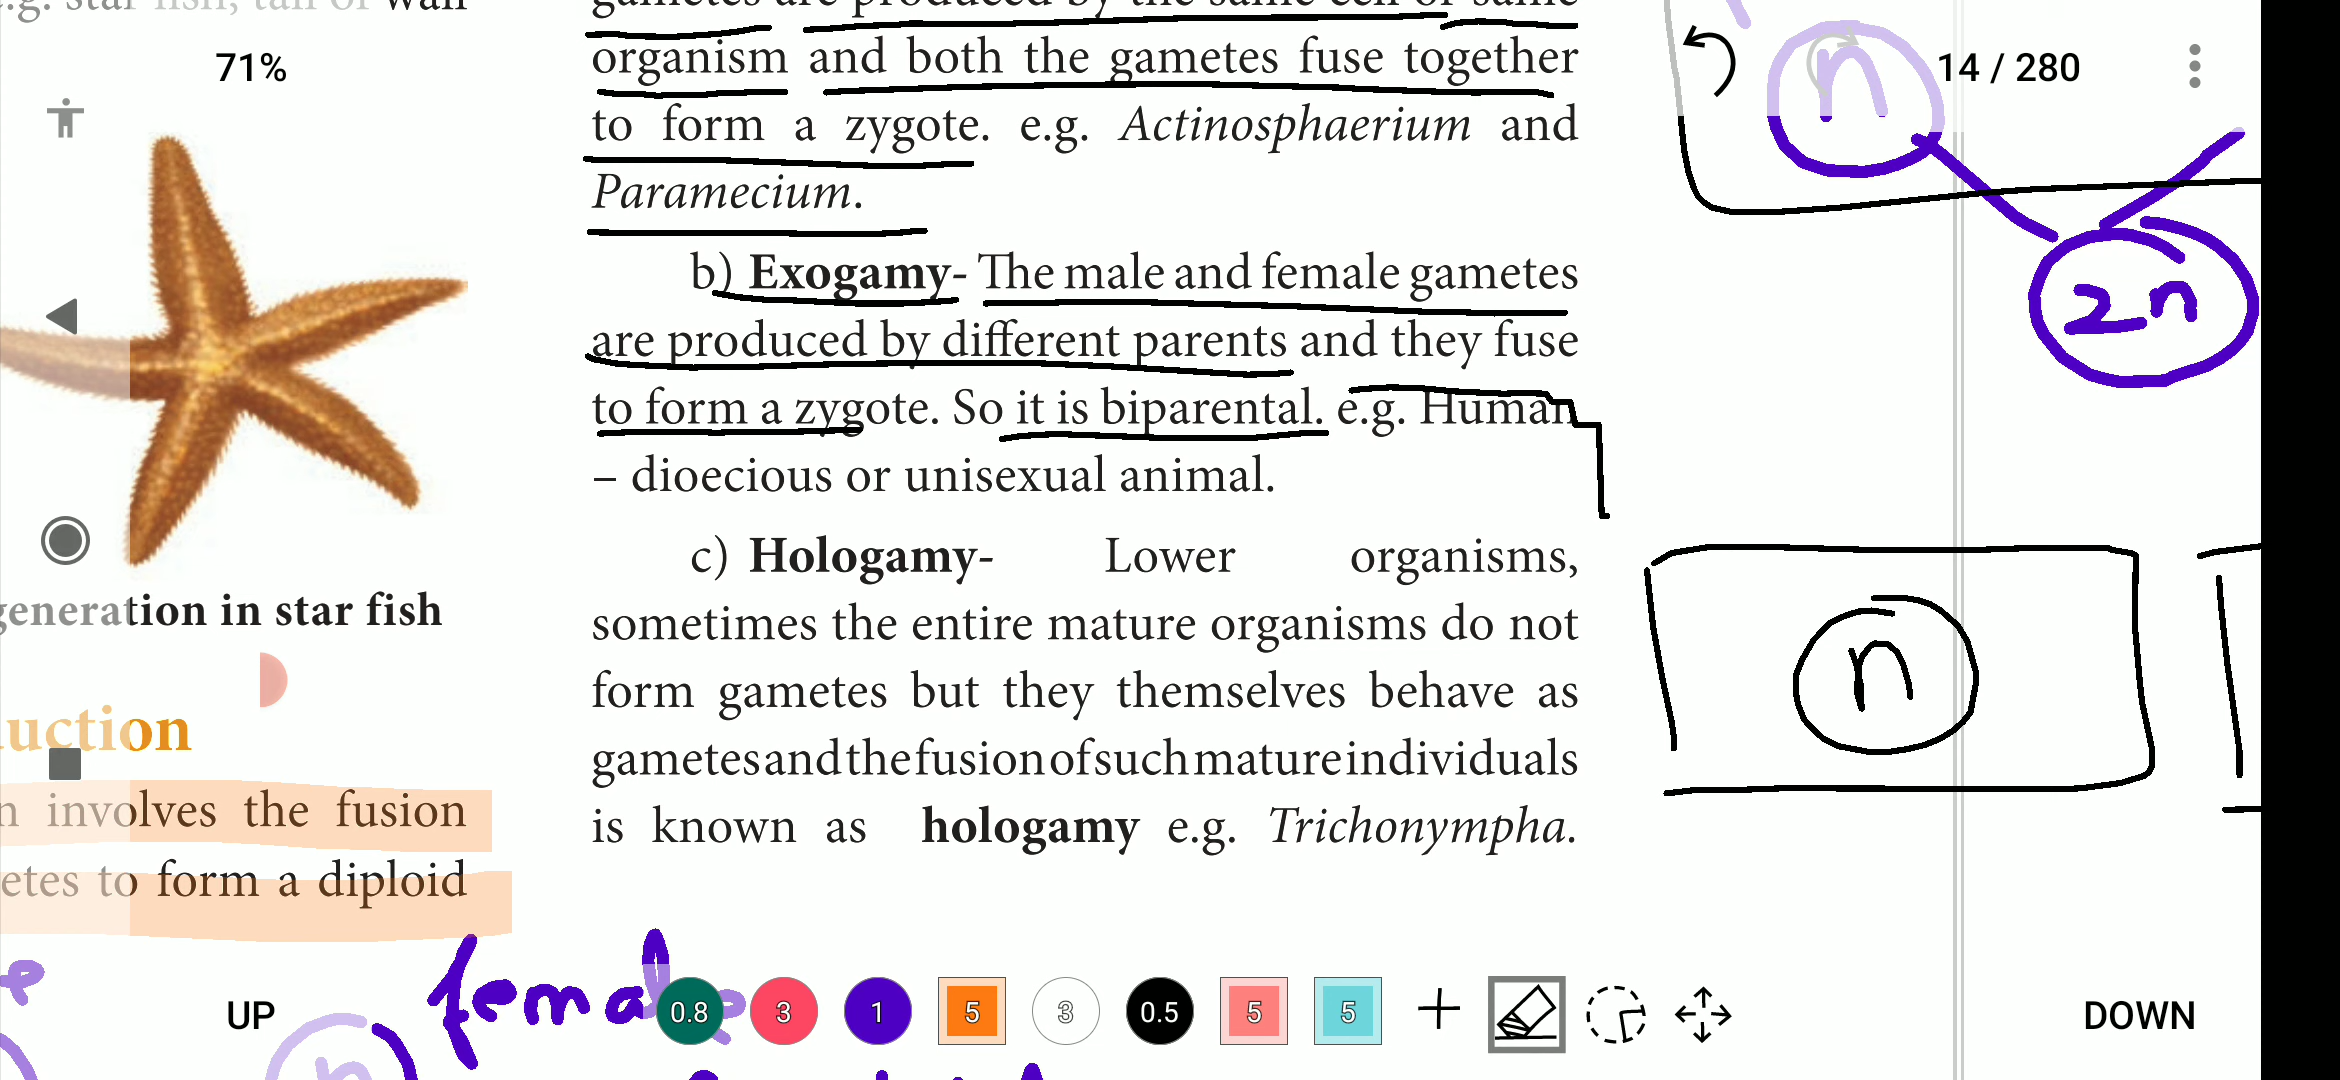 71%
14 / 280
organism and both the gametes fuse together
to form a zygote. e.g. Actinosphaerium and
Paramecium.
b) Exogamy- The male and female gametes
are produced by different parents and they fuse
to form a zygote. So it is biparental. e.g. Human
– dioecious or unisexual animal.
c) Hologamy- Lower organisms,
sometimes the entire mature organisms do not
form gametes but they themselves behave as
gametes and the fusion of such mature individuals
is known as hologamy e.g. Trichonympha.
generation in star fish
uction
n involves the fusion
etes to form a diploid
n
2n
n
female
n
UP
0.8
3
1
5
3
0.5
5
5
DOWN